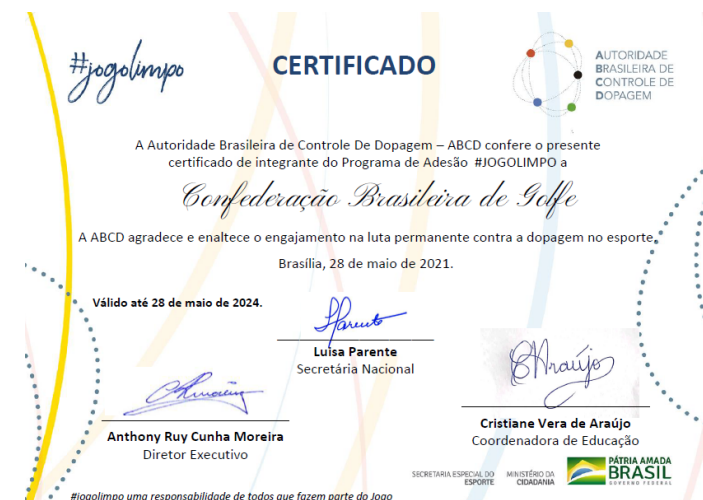 #jogolimpo
CERTIFICADO
AUTORIDADE
BRASILEIRA DE
CONTROLE DE
DOPAGEM
A Autoridade Brasileira de Controle De Dopagem – ABCD confere o presente
certificado de integrante do Programa de Adesão #JOGOLIMPO a
Confederação Brasileira de Golfe
A ABCD agradece e enaltece o engajamento na luta permanente contra a dopagem no esporte.
Brasília, 28 de maio de 2021.
Válido até 28 de maio de 2024.
Luisa Parente
Secretária Nacional
Anthony Ruy Cunha Moreira
Diretor Executivo
Cristiane Vera de Araújo
Coordenadora de Educação
SECRETARIA ESPECIAL DO
ESPORTE
MINISTÉRIO DA
CIDADANIA
PÁTRIA AMADA
BRASIL
GOVERNO FEDERAL
#jogolimpo uma responsabilidade de todos que fazem parte do Jogo